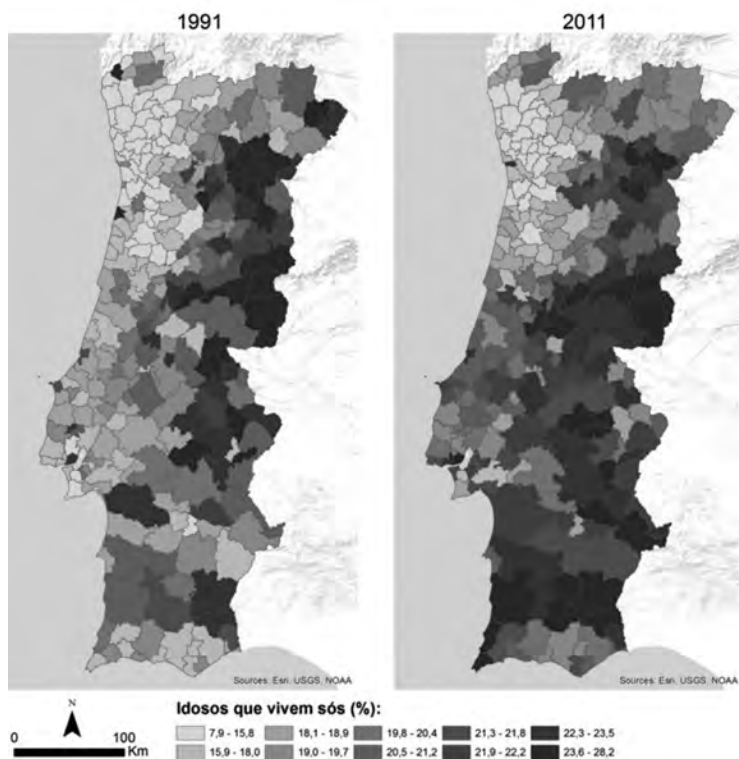 1991
2011
Sources: Esri, USGS, NOAA
Sources: Esri, USGS, NOAA
N
0 100
Km
Idosos que vivem sós (%):
7,9 - 15,8
18,1 - 18,9
19,8 - 20,4
21,3 - 21,8
22,3 - 23,5
15,9 - 18,0
19,0 - 19,7
20,5 - 21,2
21,9 - 22,2
23,6 - 28,2